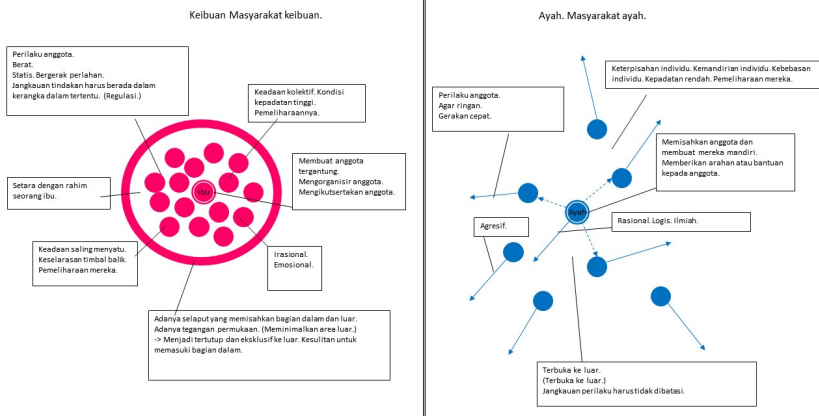 Keibuan Masyarakat keibuan.
Perilaku anggota.
Berat.
Statis. Bergerak perlahan.
Jangkauan tindakan harus berada dalam
kerangka dalam tertentu. (Regulasi.)
Keadaan kolektif. Kondisi
kepadatan tinggi.
Pemeliharaannya.
Membuat anggota
tergantung.
Mengorganisir anggota.
Mengikutsertakan anggota.
Ibu
Setara dengan rahim
seorang ibu.
Keadaan saling menyatu.
Keselarasan timbal balik.
Pemeliharaan mereka.
Irasional.
Emosional.
Adanya selaput yang memisahkan bagian dalam dan luar.
Adanya tegangan permukaan. (Meminimalkan area luar.)
-> Menjadi tertutup dan eksklusif ke luar. Kesulitan untuk
memasuki bagian dalam.
Ayah. Masyarakat ayah.
Keterpisahan individu. Kemandirian individu. Kebebasan
individu. Kepadatan rendah. Pemeliharaan mereka.
Perilaku anggota.
Agar ringan.
Gerakan cepat.
Memisahkan anggota dan
membuat mereka mandiri.
Memberikan arahan atau bantuan
kepada anggota.
Ayah
Agresif.
Rasional. Logis. Ilmiah.
Terbuka ke luar.
(Terbuka ke luar.)
Jangkauan perilaku harus tidak dibatasi.